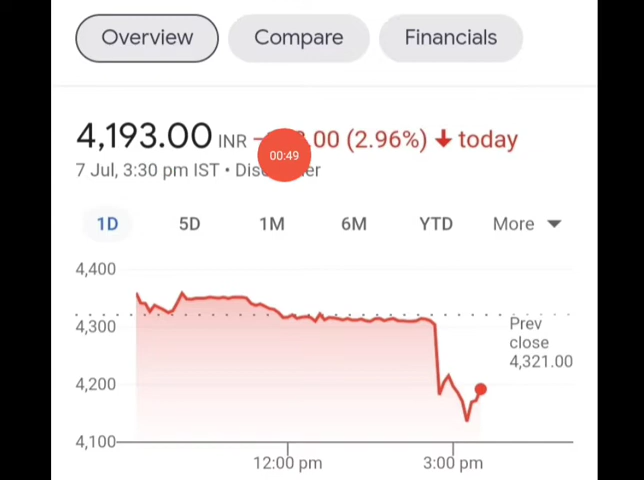 Overview Compare Financials
4,193.00 INR .00 (2.96%) ↓ today
00:49
7 Jul, 3:30 pm IST •
1D 5D 1M 6M YTD More
4,400
4,300
Prev
close
4,321.00
4,200
4,100
12:00 pm 3:00 pm